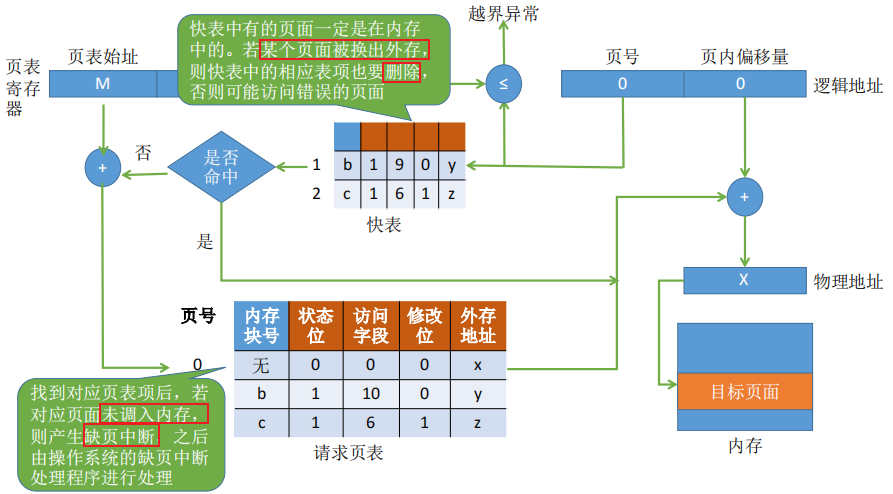 越界异常
快表中有的页面一定是在内存
中的。若某个页面被换出外存，
则快表中的相应表项也要删除，
否则可能访问错误的页面
页表
寄存
器
页表始址
M
≤
页号 页内偏移量
0 0 逻辑地址
+
否
是否
命中
1 b 1 9 0 y
2 c 1 6 1 z
快表
+
是
X 物理地址
页号 内存块号 状态位 访问字段 修改位 外存地址
0 无 0 0 0 x
b 1 10 0 y
c 1 6 1 z
请求页表
找到对应页表项后，若
对应页面未调入内存，
则产生缺页中断，之后
由操作系统的缺页中断
处理程序进行处理
目标页面
内存